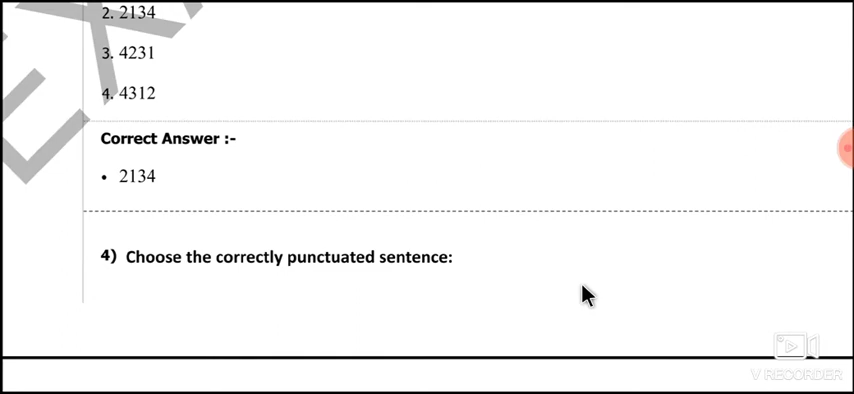 2. 2134
3. 4231
4. 4312
Correct Answer :-
• 2134
4) Choose the correctly punctuated sentence:
V RECORDER